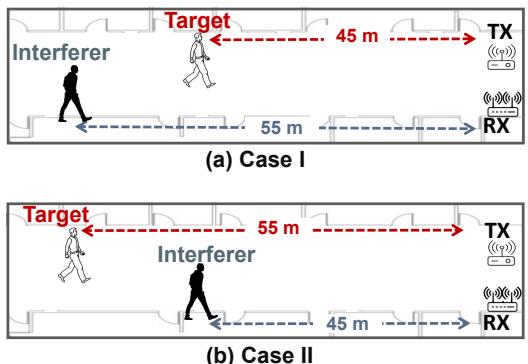 Target
45 m
TX
Interferer
55 m
RX
(a) Case I
Target
55 m
TX
Interferer
45 m
RX
(b) Case II